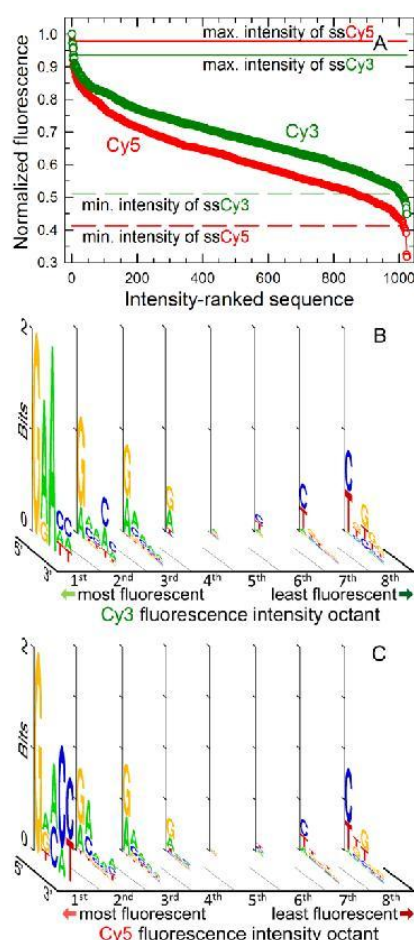 A
max. intensity of ssCy5
max. intensity of ssCy3
Cy3
Cy5
min. intensity of ssCy3
min. intensity of ssCy5
Normalized fluorescence
1.0
0.9
0.8
0.7
0.6
0.5
0.4
0.3
0 200 400 600 800 1000
Intensity-ranked sequence
B
2
Bits
0
5'
3'
1st 2nd 3rd 4th 5th 6th 7th 8th
most fluorescent least fluorescent
Cy3 fluorescence intensity octant
C
2
Bits
0
5'
3'
1st 2nd 3rd 4th 5th 6th 7th 8th
most fluorescent least fluorescent
Cy5 fluorescence intensity octant